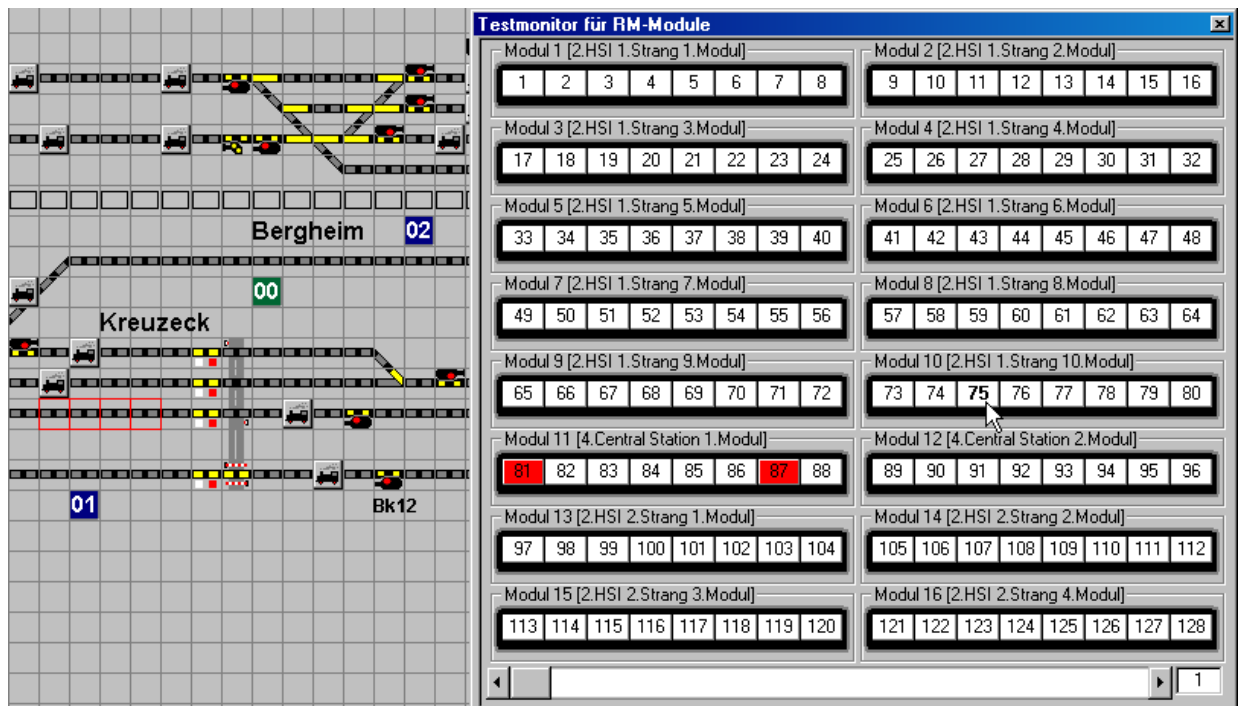 Bergheim 02
00
Kreuzeck
01 Bk12
Testmonitor für RM-Module
Modul 1 [2.HSI 1.Strang 1.Modul] Modul 2 [2.HSI 1.Strang 2.Modul]
1 2 3 4 5 6 7 8 9 10 11 12 13 14 15 16
Modul 3 [2.HSI 1.Strang 3.Modul] Modul 4 [2.HSI 1.Strang 4.Modul]
17 18 19 20 21 22 23 24 25 26 27 28 29 30 31 32
Modul 5 [2.HSI 1.Strang 5.Modul] Modul 6 [2.HSI 1.Strang 6.Modul]
33 34 35 36 37 38 39 40 41 42 43 44 45 46 47 48
Modul 7 [2.HSI 1.Strang 7.Modul] Modul 8 [2.HSI 1.Strang 8.Modul]
49 50 51 52 53 54 55 56 57 58 59 60 61 62 63 64
Modul 9 [2.HSI 1.Strang 9.Modul] Modul 10 [2.HSI 1.Strang 10.Modul]
65 66 67 68 69 70 71 72 73 74 75 76 77 78 79 80
Modul 11 [4.Central Station 1.Modul] Modul 12 [4.Central Station 2.Modul]
81 82 83 84 85 86 87 88 89 90 91 92 93 94 95 96
Modul 13 [2.HSI 2.Strang 1.Modul] Modul 14 [2.HSI 2.Strang 2.Modul]
97 98 99 100 101 102 103 104 105 106 107 108 109 110 111 112
Modul 15 [2.HSI 2.Strang 3.Modul] Modul 16 [2.HSI 2.Strang 4.Modul]
113 114 115 116 117 118 119 120 121 122 123 124 125 126 127 128
1